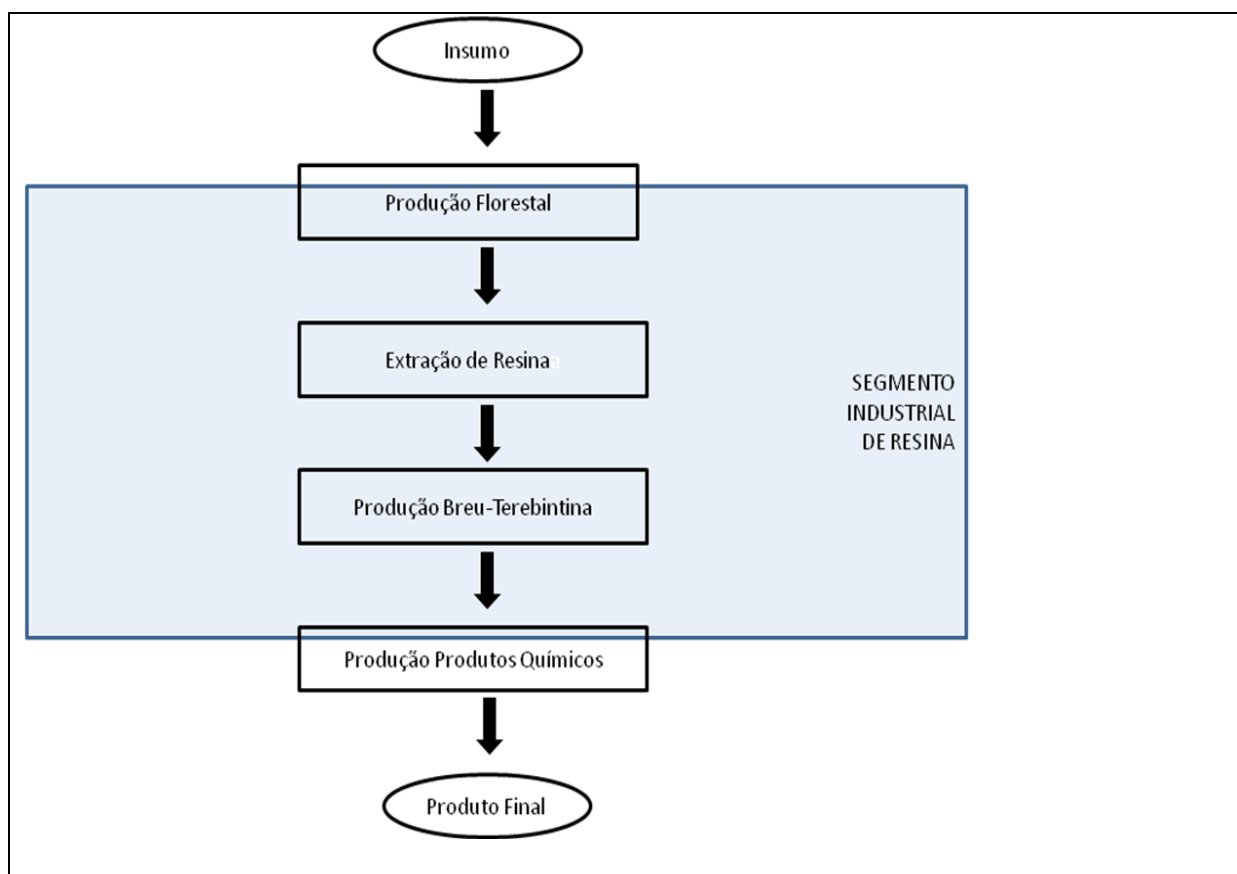 Insumo
Produção Florestal
Extração de Resina
SEGMENTO
INDUSTRIAL
DE RESINA
Produção Breu-Terebintina
Produção Produtos Químicos
Produto Final